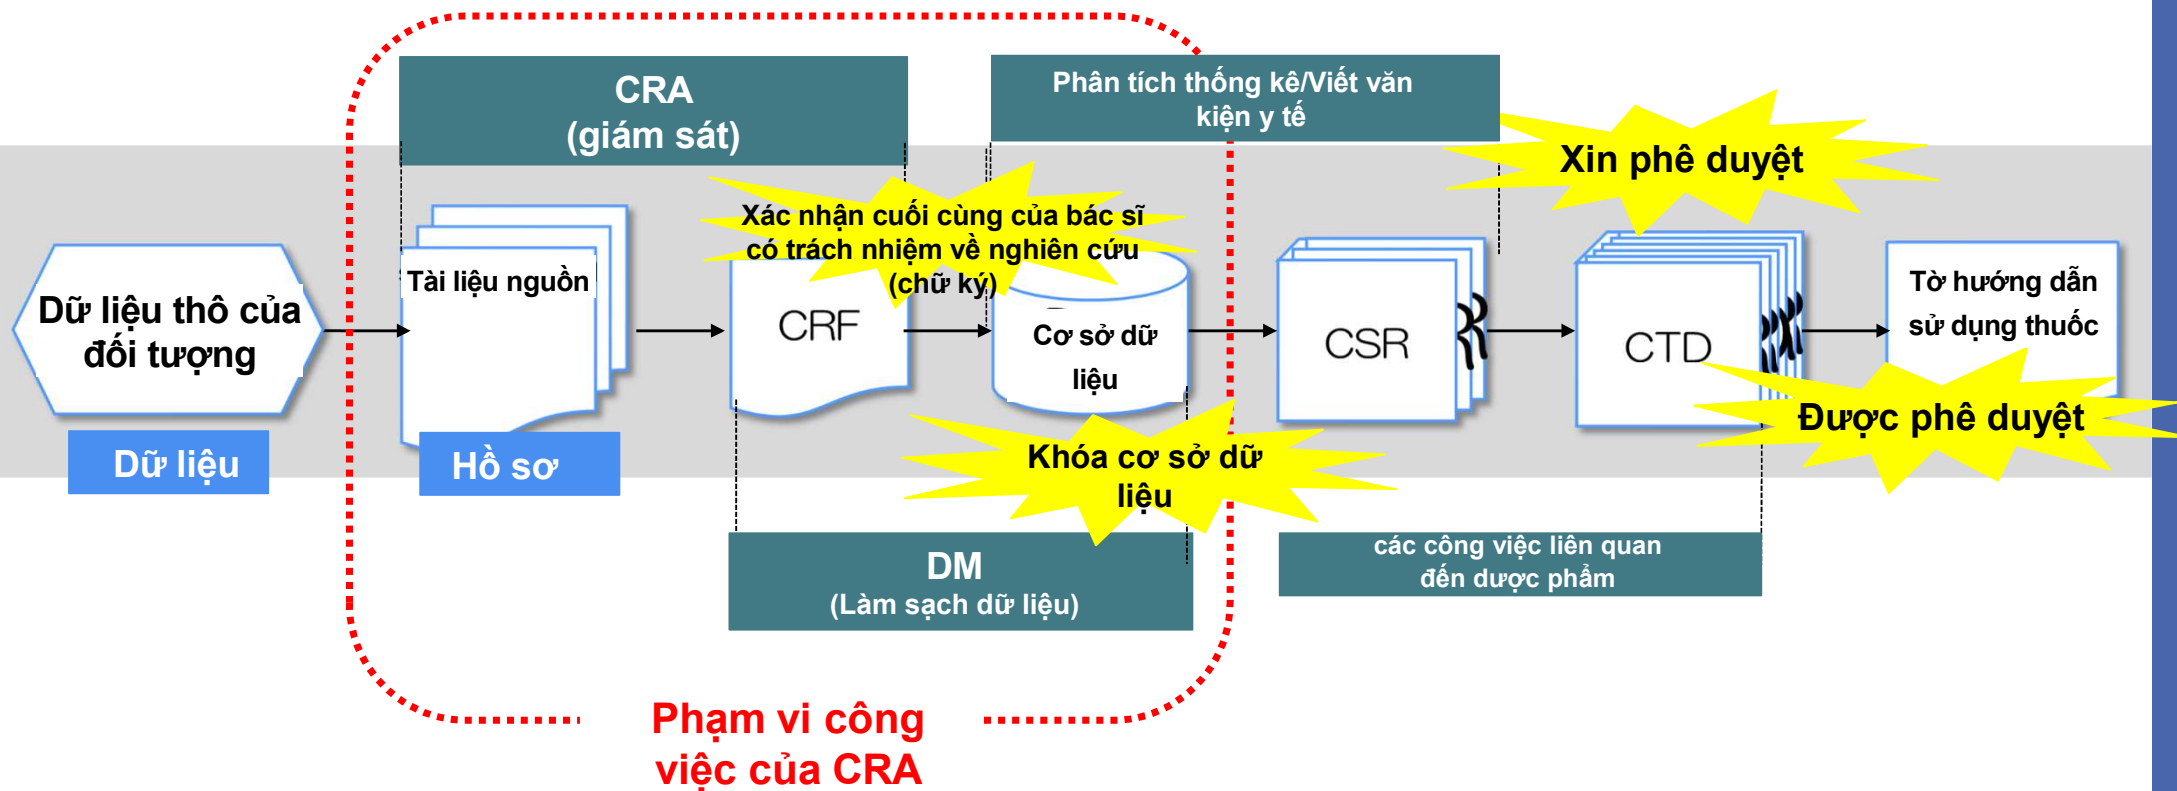 CRA
(giám sát)
Phân tích thống kê/Viết văn
kiện y tế
Xin phê duyệt
Xác nhận cuối cùng của bác sĩ
có trách nhiệm về nghiên cứu
(chữ ký)
Dữ liệu thô của
đối tượng
Tài liệu nguồn
CRF
Cơ sở dữ
liệu
CSR
CTD
Tờ hướng dẫn
sử dụng thuốc
Được phê duyệt
Dữ liệu
Hồ sơ
Khóa cơ sở dữ
liệu
DM
(Làm sạch dữ liệu)
các công việc liên quan
đến dược phẩm
Phạm vi công
việc của CRA